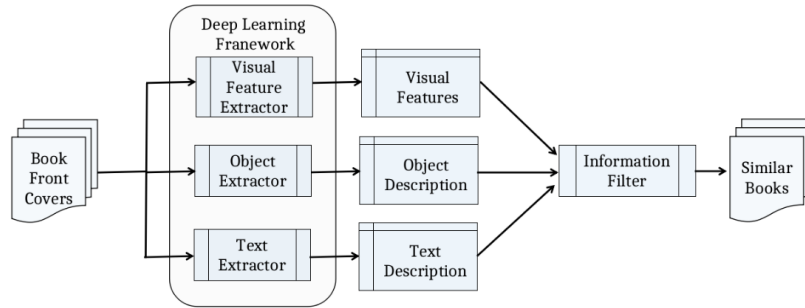 Deep Learning
Franework
Visual
Feature
Extractor
Visual
Features
Book
Front
Covers
Object
Extractor
Object
Description
Information
Filter
Similar
Books
Text
Extractor
Text
Description